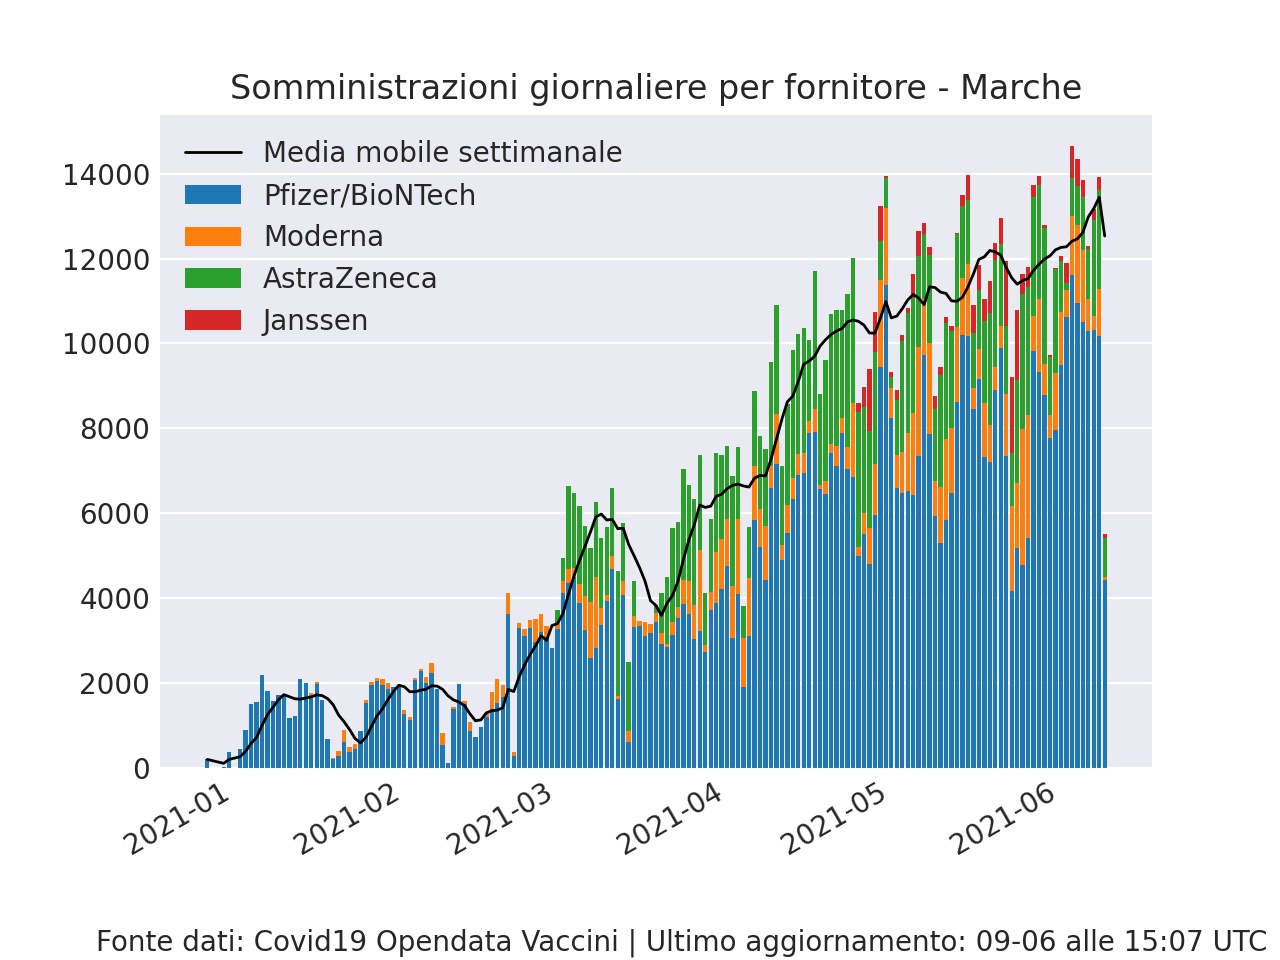 Somministrazioni giornaliere per fornitore - Marche
Media mobile settimanale
Pfizer/BioNTech
Moderna
AstraZeneca
Janssen
14000
12000
10000
8000
6000
4000
2000
0
2021-01
2021-02
2021-03
2021-04
2021-05
2021-06
Fonte dati: Covid19 Opendata Vaccini | Ultimo aggiornamento: 09-06 alle 15:07 UTC